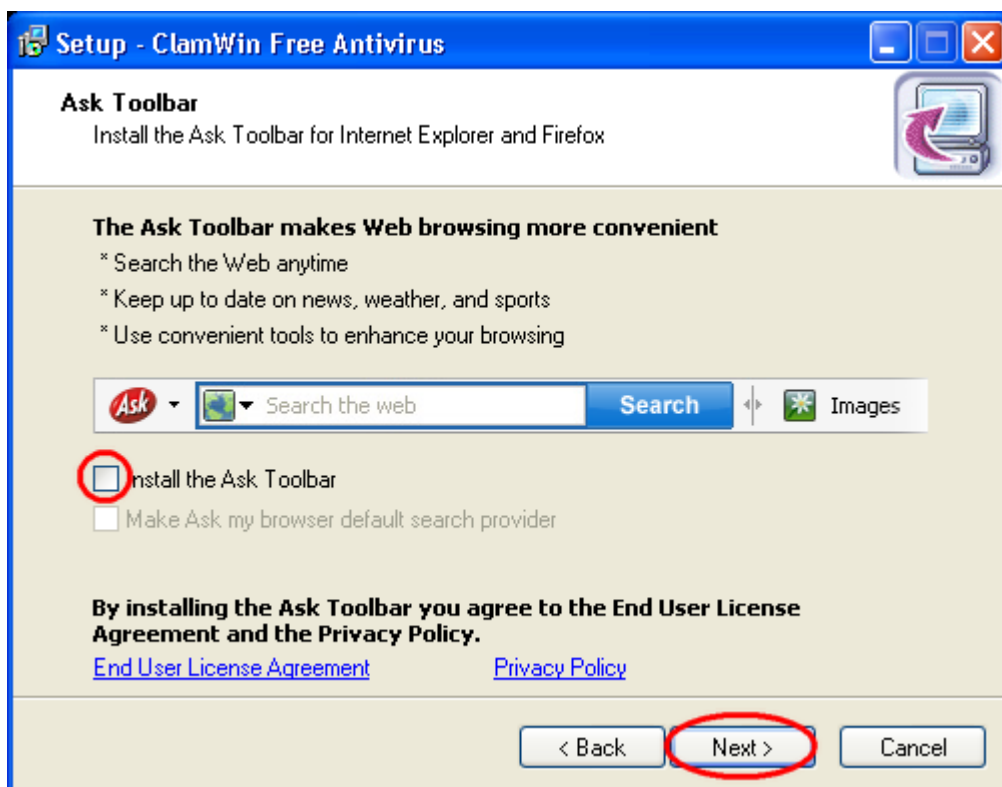 Setup - ClamWin Free Antivirus
Ask Toolbar
Install the Ask Toolbar for Internet Explorer and Firefox
The Ask Toolbar makes Web browsing more convenient
* Search the Web anytime
* Keep up to date on news, weather, and sports
* Use convenient tools to enhance your browsing
Ask Search the web Search Images
Install the Ask Toolbar
Make Ask my browser default search provider
By installing the Ask Toolbar you agree to the End User License
Agreement and the Privacy Policy.
End User License Agreement Privacy Policy
< Back Next > Cancel